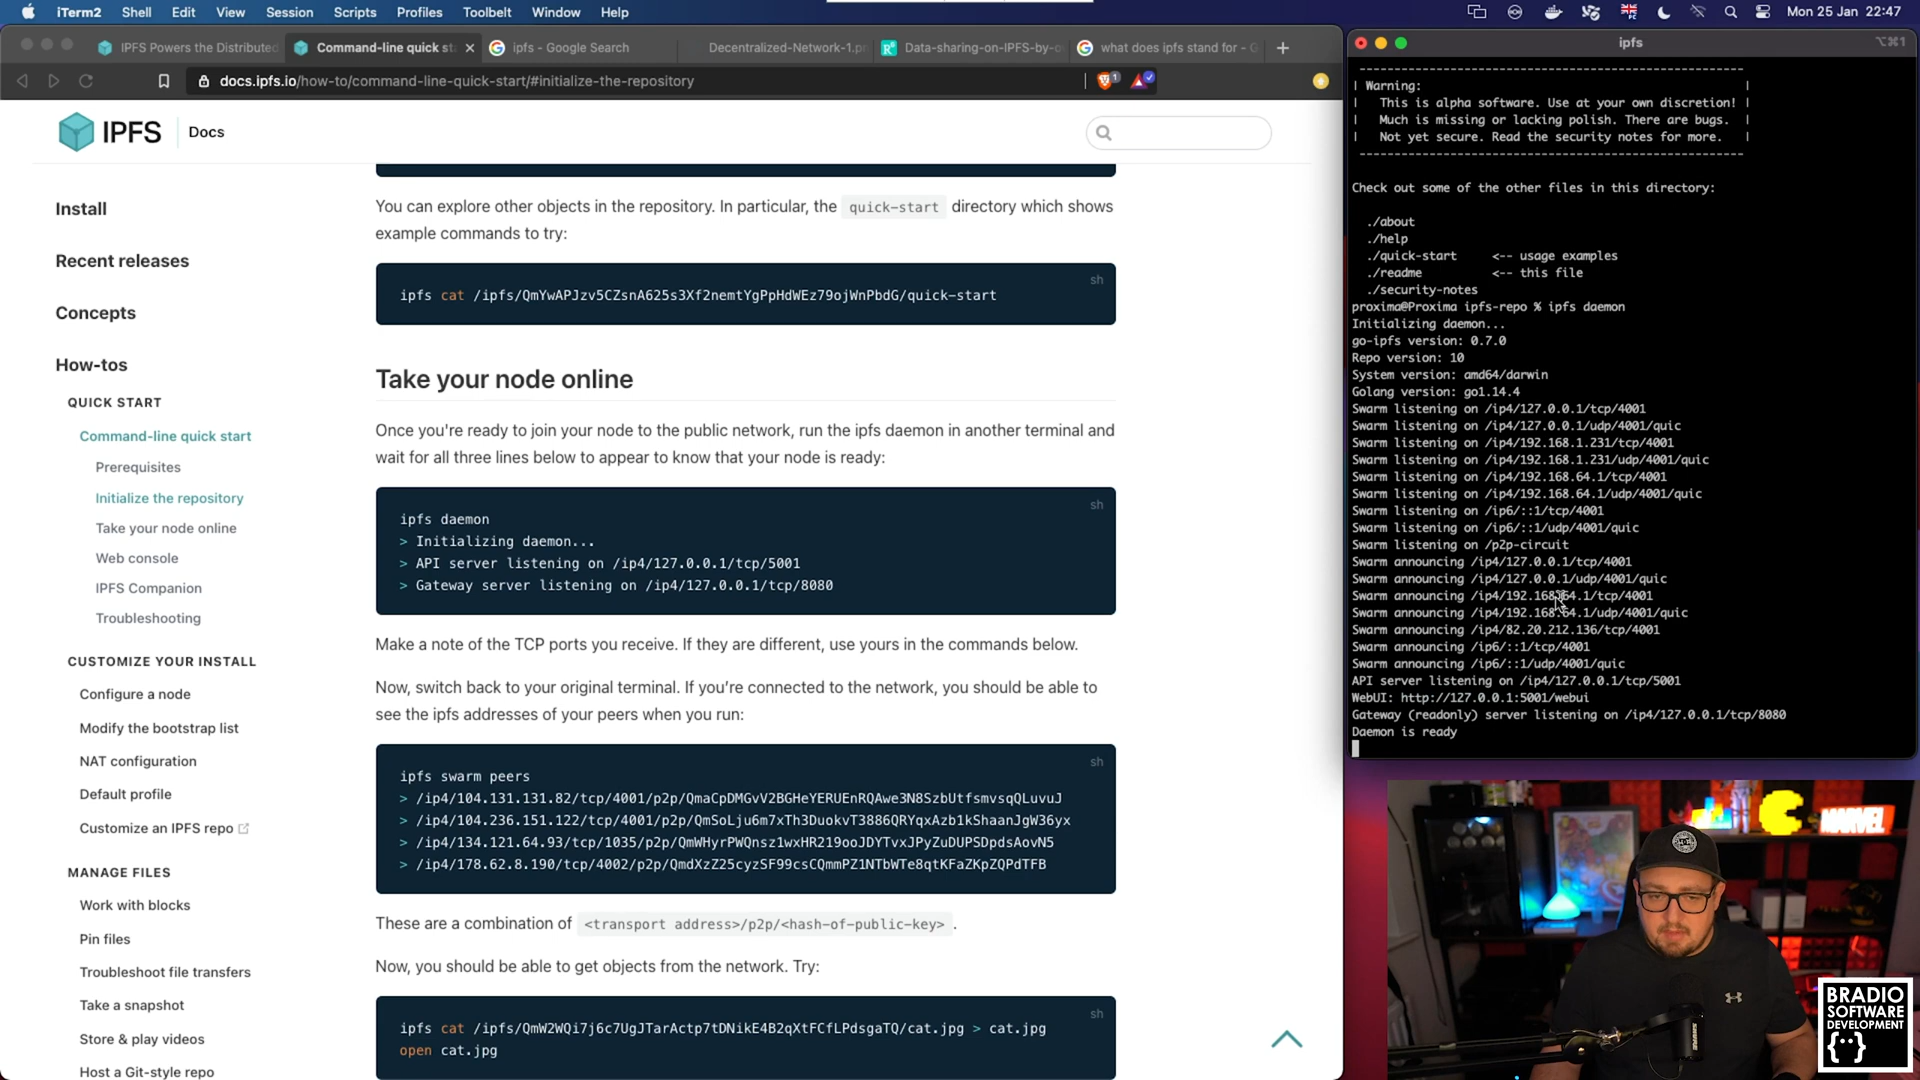 iTerm2 Shell Edit View Session Scripts Profiles Toolbelt Window Help
Mon 25 Jan 22:47
IPFS Powers the Distributed
Command-line quick st
ipfs - Google Search
Decentralized-Network-1.pn
Data-sharing-on-IPFS-by-o
what does ipfs stand for - G
docs.ipfs.io/how-to/command-line-quick-start/#initialize-the-repository
1
IPFS Docs
Install
Recent releases
Concepts
How-tos
QUICK START
Command-line quick start
Prerequisites
Initialize the repository
Take your node online
Web console
IPFS Companion
Troubleshooting
CUSTOMIZE YOUR INSTALL
Configure a node
Modify the bootstrap list
NAT configuration
Default profile
Customize an IPFS repo
MANAGE FILES
Work with blocks
Pin files
Troubleshoot file transfers
Take a snapshot
Store & play videos
Host a Git-style repo
You can explore other objects in the repository. In particular, the quick-start directory which shows
example commands to try:
sh
ipfs cat /ipfs/QmYwAPJzv5CZsnA625s3Xf2nemtYgPpHdWEz79ojWnPbdG/quick-start
Take your node online
Once you're ready to join your node to the public network, run the ipfs daemon in another terminal and
wait for all three lines below to appear to know that your node is ready:
sh
ipfs daemon
> Initializing daemon...
> API server listening on /ip4/127.0.0.1/tcp/5001
> Gateway server listening on /ip4/127.0.0.1/tcp/8080
Make a note of the TCP ports you receive. If they are different, use yours in the commands below.
Now, switch back to your original terminal. If you're connected to the network, you should be able to
see the ipfs addresses of your peers when you run:
sh
ipfs swarm peers
> /ip4/104.131.131.82/tcp/4001/p2p/QmaCpDMGvV2BGHeYERUEnRQAwe3N8SzbUtfsmvsqQLuvuJ
> /ip4/104.236.151.122/tcp/4001/p2p/QmSoLju6m7xTh3DuokvT3886QRYqxAzb1kShaanJgW36yx
> /ip4/134.121.64.93/tcp/1035/p2p/QmWHyrPWQnsz1wxHR219ooJDYTvxJPyZuDUPSDpdsAovN5
> /ip4/178.62.8.190/tcp/4002/p2p/QmdXzZ25cyzSF99csCQmmPZ1NTbWTe8qtKFaZKpZQPdTFB
These are a combination of <transport address>/p2p/<hash-of-public-key> .
Now, you should be able to get objects from the network. Try:
sh
ipfs cat /ipfs/QmW2WQi7j6c7UgJTarActp7tDNikE4B2qXtFCfLPdsgaTQ/cat.jpg > cat.jpg
open cat.jpg
ipfs
⌥⌘1
-------------------------------------------------------
| Warning: |
| This is alpha software. Use at your own discretion! |
| Much is missing or lacking polish. There are bugs. |
| Not yet secure. Read the security notes for more. |
-------------------------------------------------------
Check out some of the other files in this directory:
./about
./help
./quick-start <-- usage examples
./readme <-- this file
./security-notes
proxima@Proxima ipfs-repo % ipfs daemon
Initializing daemon...
go-ipfs version: 0.7.0
Repo version: 10
System version: amd64/darwin
Golang version: go1.14.4
Swarm listening on /ip4/127.0.0.1/tcp/4001
Swarm listening on /ip4/127.0.0.1/udp/4001/quic
Swarm listening on /ip4/192.168.1.231/tcp/4001
Swarm listening on /ip4/192.168.1.231/udp/4001/quic
Swarm listening on /ip4/192.168.64.1/tcp/4001
Swarm listening on /ip4/192.168.64.1/udp/4001/quic
Swarm listening on /ip6/::1/tcp/4001
Swarm listening on /ip6/::1/udp/4001/quic
Swarm listening on /p2p-circuit
Swarm announcing /ip4/127.0.0.1/tcp/4001
Swarm announcing /ip4/127.0.0.1/udp/4001/quic
Swarm announcing /ip4/192.168.64.1/tcp/4001
Swarm announcing /ip4/192.168.64.1/udp/4001/quic
Swarm announcing /ip4/82.20.212.136/tcp/4001
Swarm announcing /ip6/::1/tcp/4001
Swarm announcing /ip6/::1/udp/4001/quic
API server listening on /ip4/127.0.0.1/tcp/5001
WebUI: http://127.0.0.1:5001/webui
Gateway (readonly) server listening on /ip4/127.0.0.1/tcp/8080
Daemon is ready
MARVEL
BRADIO
SOFTWARE
DEVELOPMENT
{··}